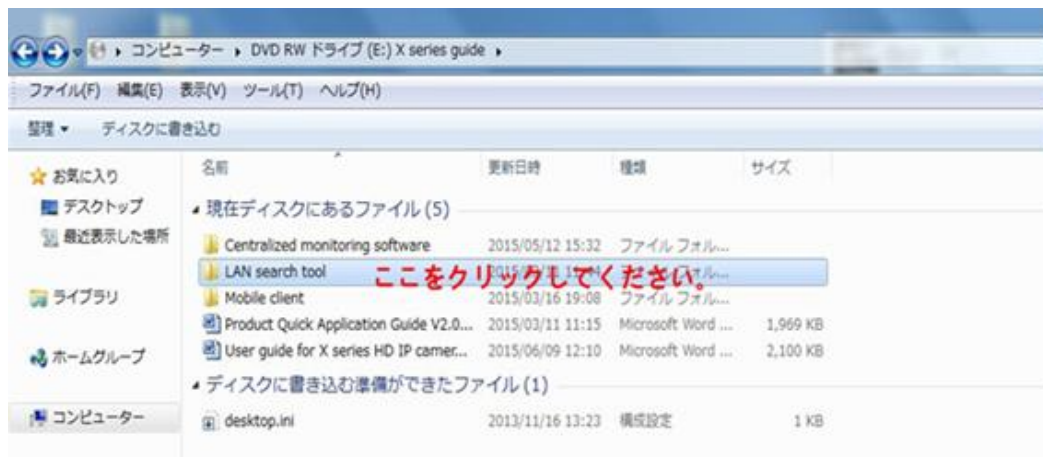 コンピューター ▸ DVD RW ドライブ (E:) X series guide ▸
ファイル(F) 編集(E) 表示(V) ツール(T) ヘルプ(H)
整理 ▼ ディスクに書き込む
お気に入り
デスクトップ
最近表示した場所
ライブラリ
ホームグループ
コンピューター
名前 更新日時 種類 サイズ
現在ディスクにあるファイル (5)
Centralized monitoring software 2015/05/12 15:32 ファイル フォル...
LAN search tool
ここをクリックしてください。
Mobile client 2015/03/16 19:08 ファイル フォル...
Product Quick Application Guide V2.0... 2015/03/11 11:15 Microsoft Word ... 1,969 KB
User guide for X series HD IP camer... 2015/06/09 12:10 Microsoft Word ... 2,100 KB
ディスクに書き込む準備ができたファイル (1)
desktop.ini 2013/11/16 13:23 構成設定 1 KB